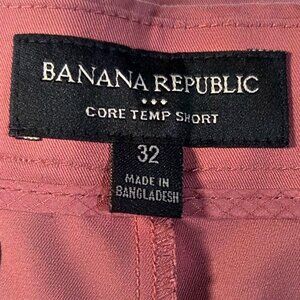 BANANA REPUBLIC
CORE TEMP SHORT
32
MADE IN
BANGLADESH